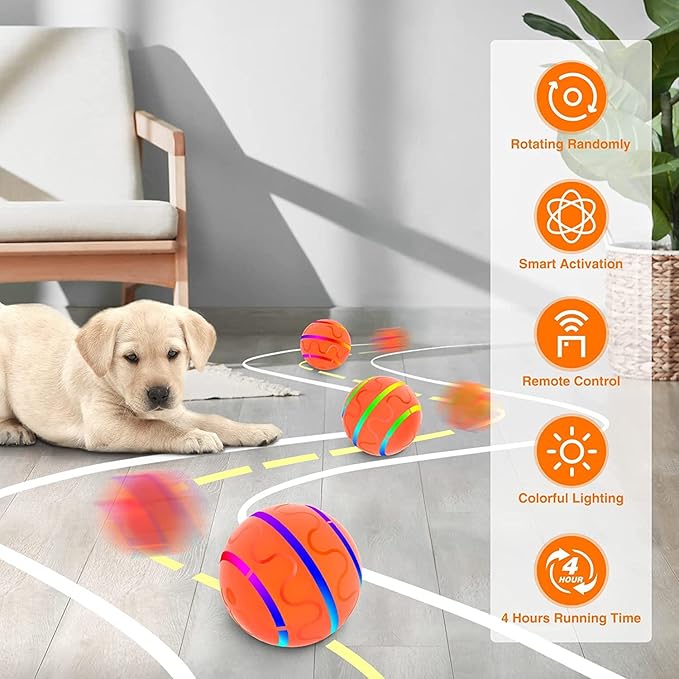 Rotating Randomly
Smart Activation
Remote Control
Colorful Lighting
4
HOUR
4 Hours Running Time